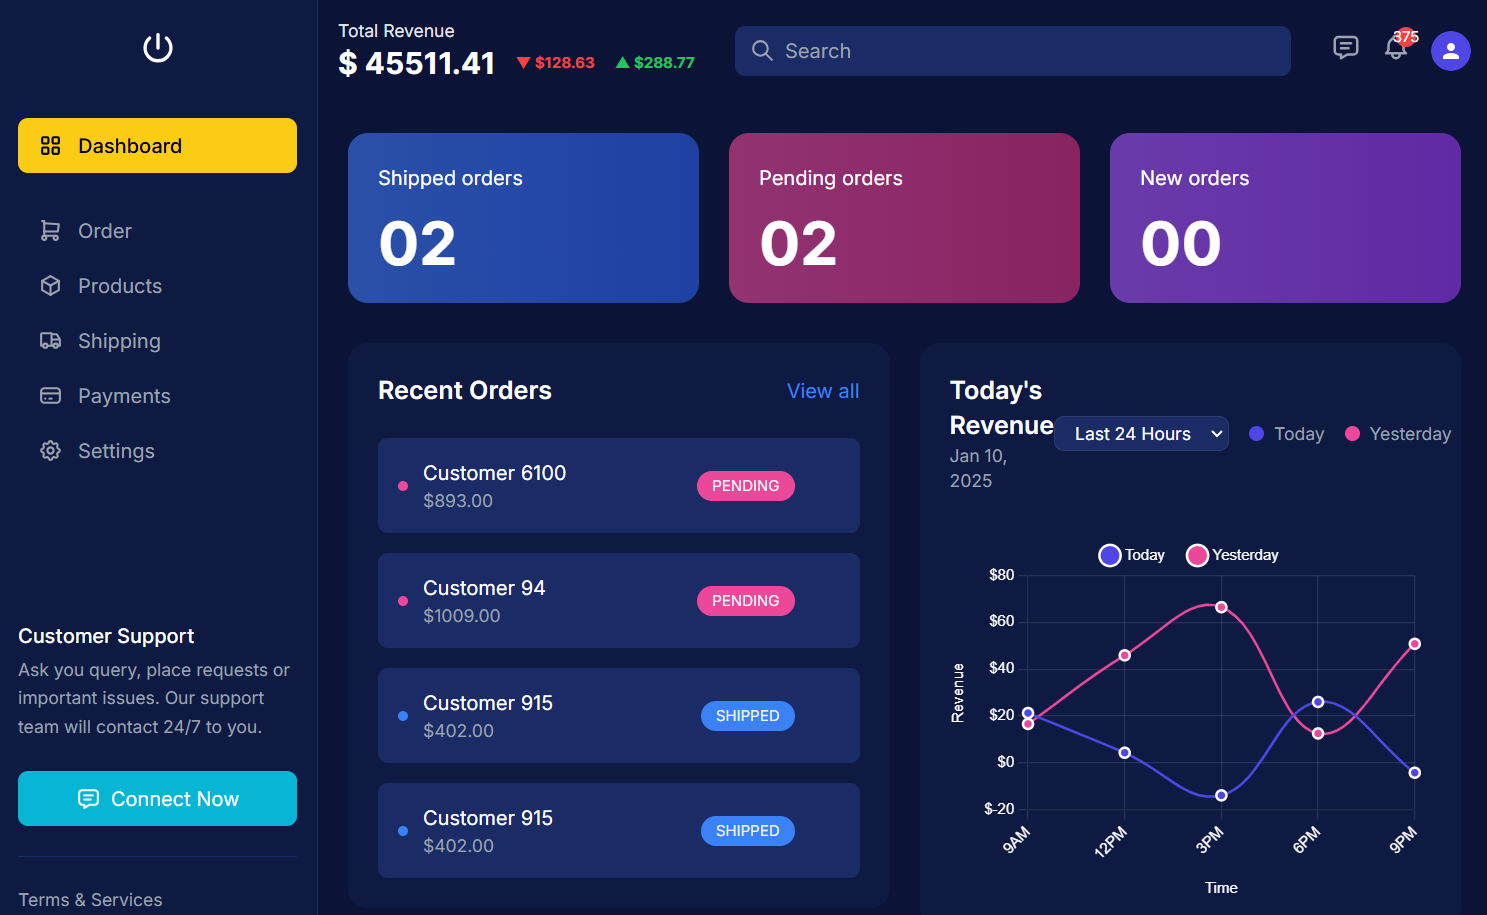 Total Revenue
$ 45511.41
▼ $128.63
▲ $288.77
Search
375
Dashboard
Order
Products
Shipping
Payments
Settings
Customer Support
Ask you query, place requests or
important issues. Our support
team will contact 24/7 to you.
Connect Now
Terms & Services
Shipped orders
02
Pending orders
02
New orders
00
Recent Orders
View all
Customer 6100
$893.00
PENDING
Customer 94
$1009.00
PENDING
Customer 915
$402.00
SHIPPED
Customer 915
$402.00
SHIPPED
Today's
Revenue
Jan 10,
2025
Last 24 Hours
Today
Yesterday
Today
Yesterday
$80
$60
$40
$20
$0
$-20
Revenue
9AM
12PM
3PM
6PM
9PM
Time